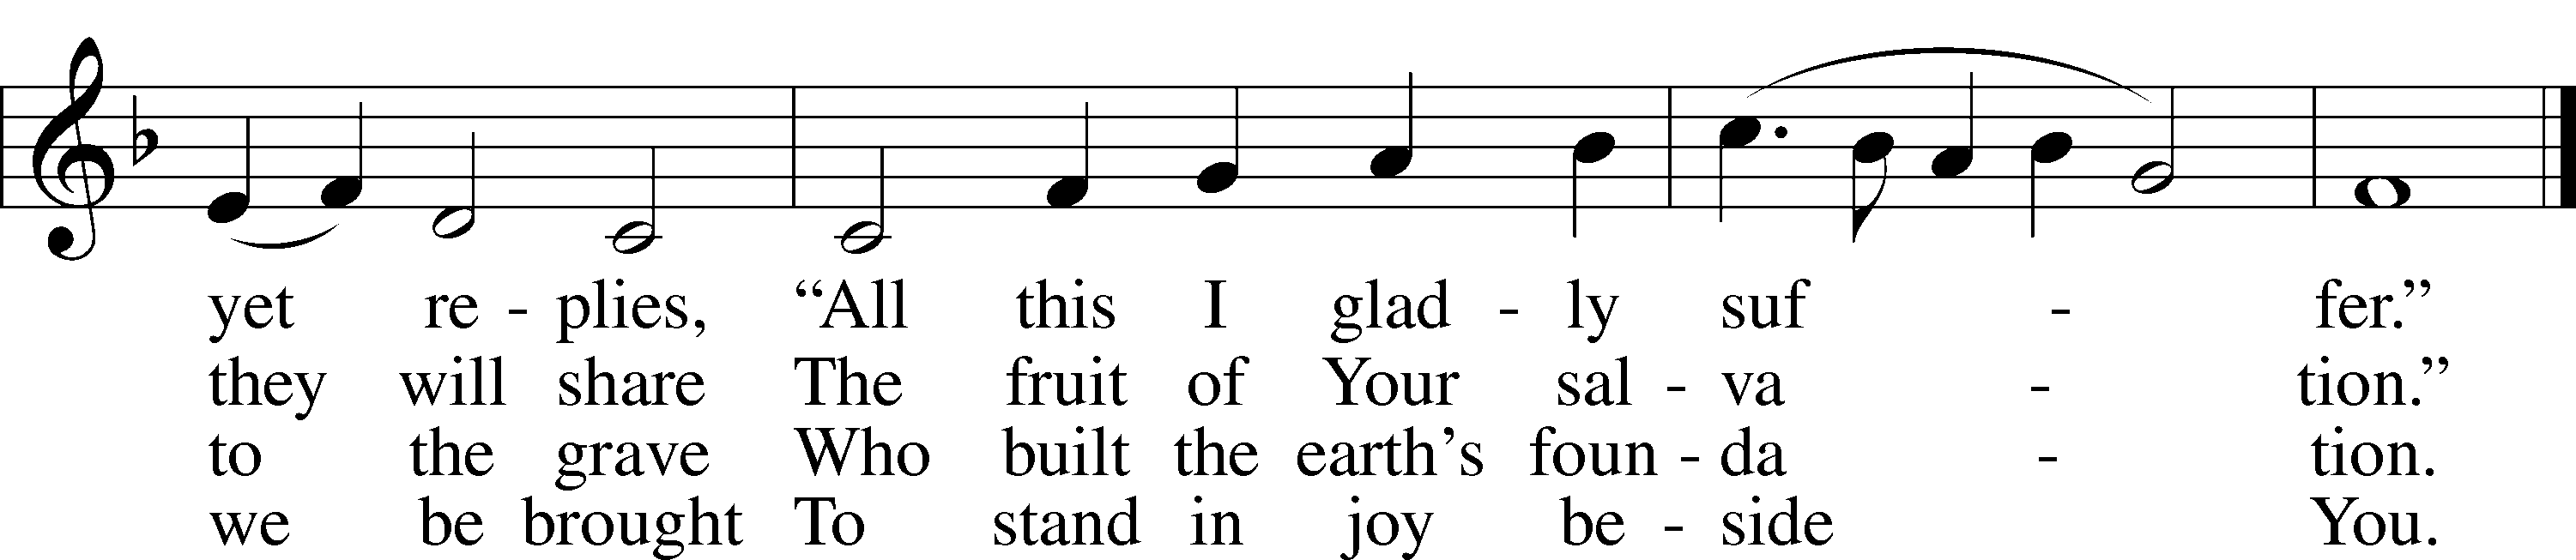 yet re - plies, “All this I glad - ly suf - fer.”
they will share The fruit of Your sal - va - tion.”
to the grave Who built the earth’s foun - da - tion.
we be brought To stand in joy be - side You.